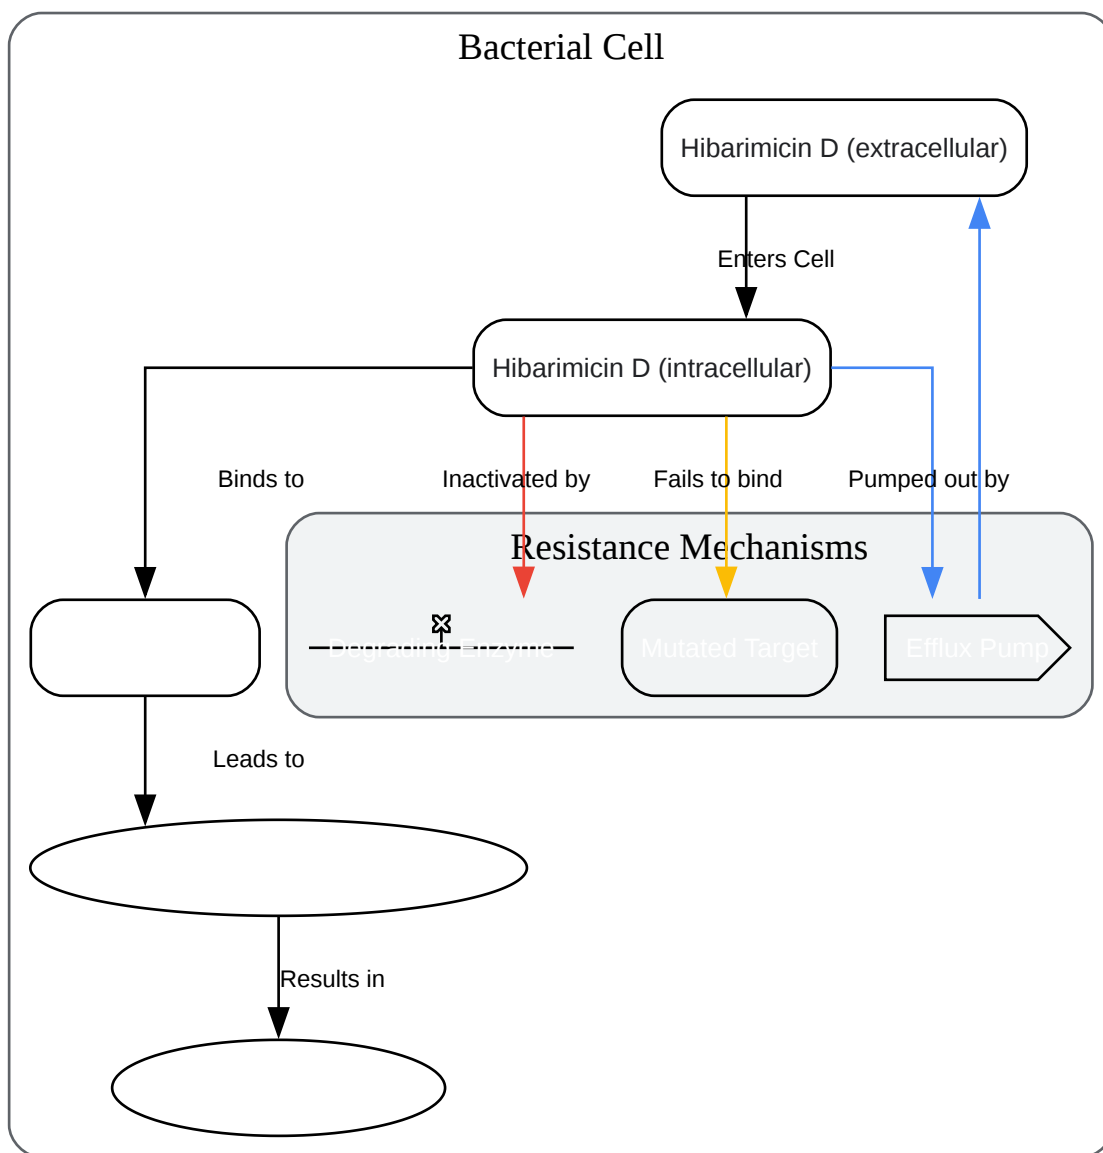 Bacterial Cell
Hibarimicin D (extracellular)
Enters Cell
Hibarimicin D (intracellular)
Binds to
Inactivated by
Fails to bind
Pumped out by
Resistance Mechanisms
Degrading Enzyme
Mutated Target
Efflux Pump
Leads to
Results in